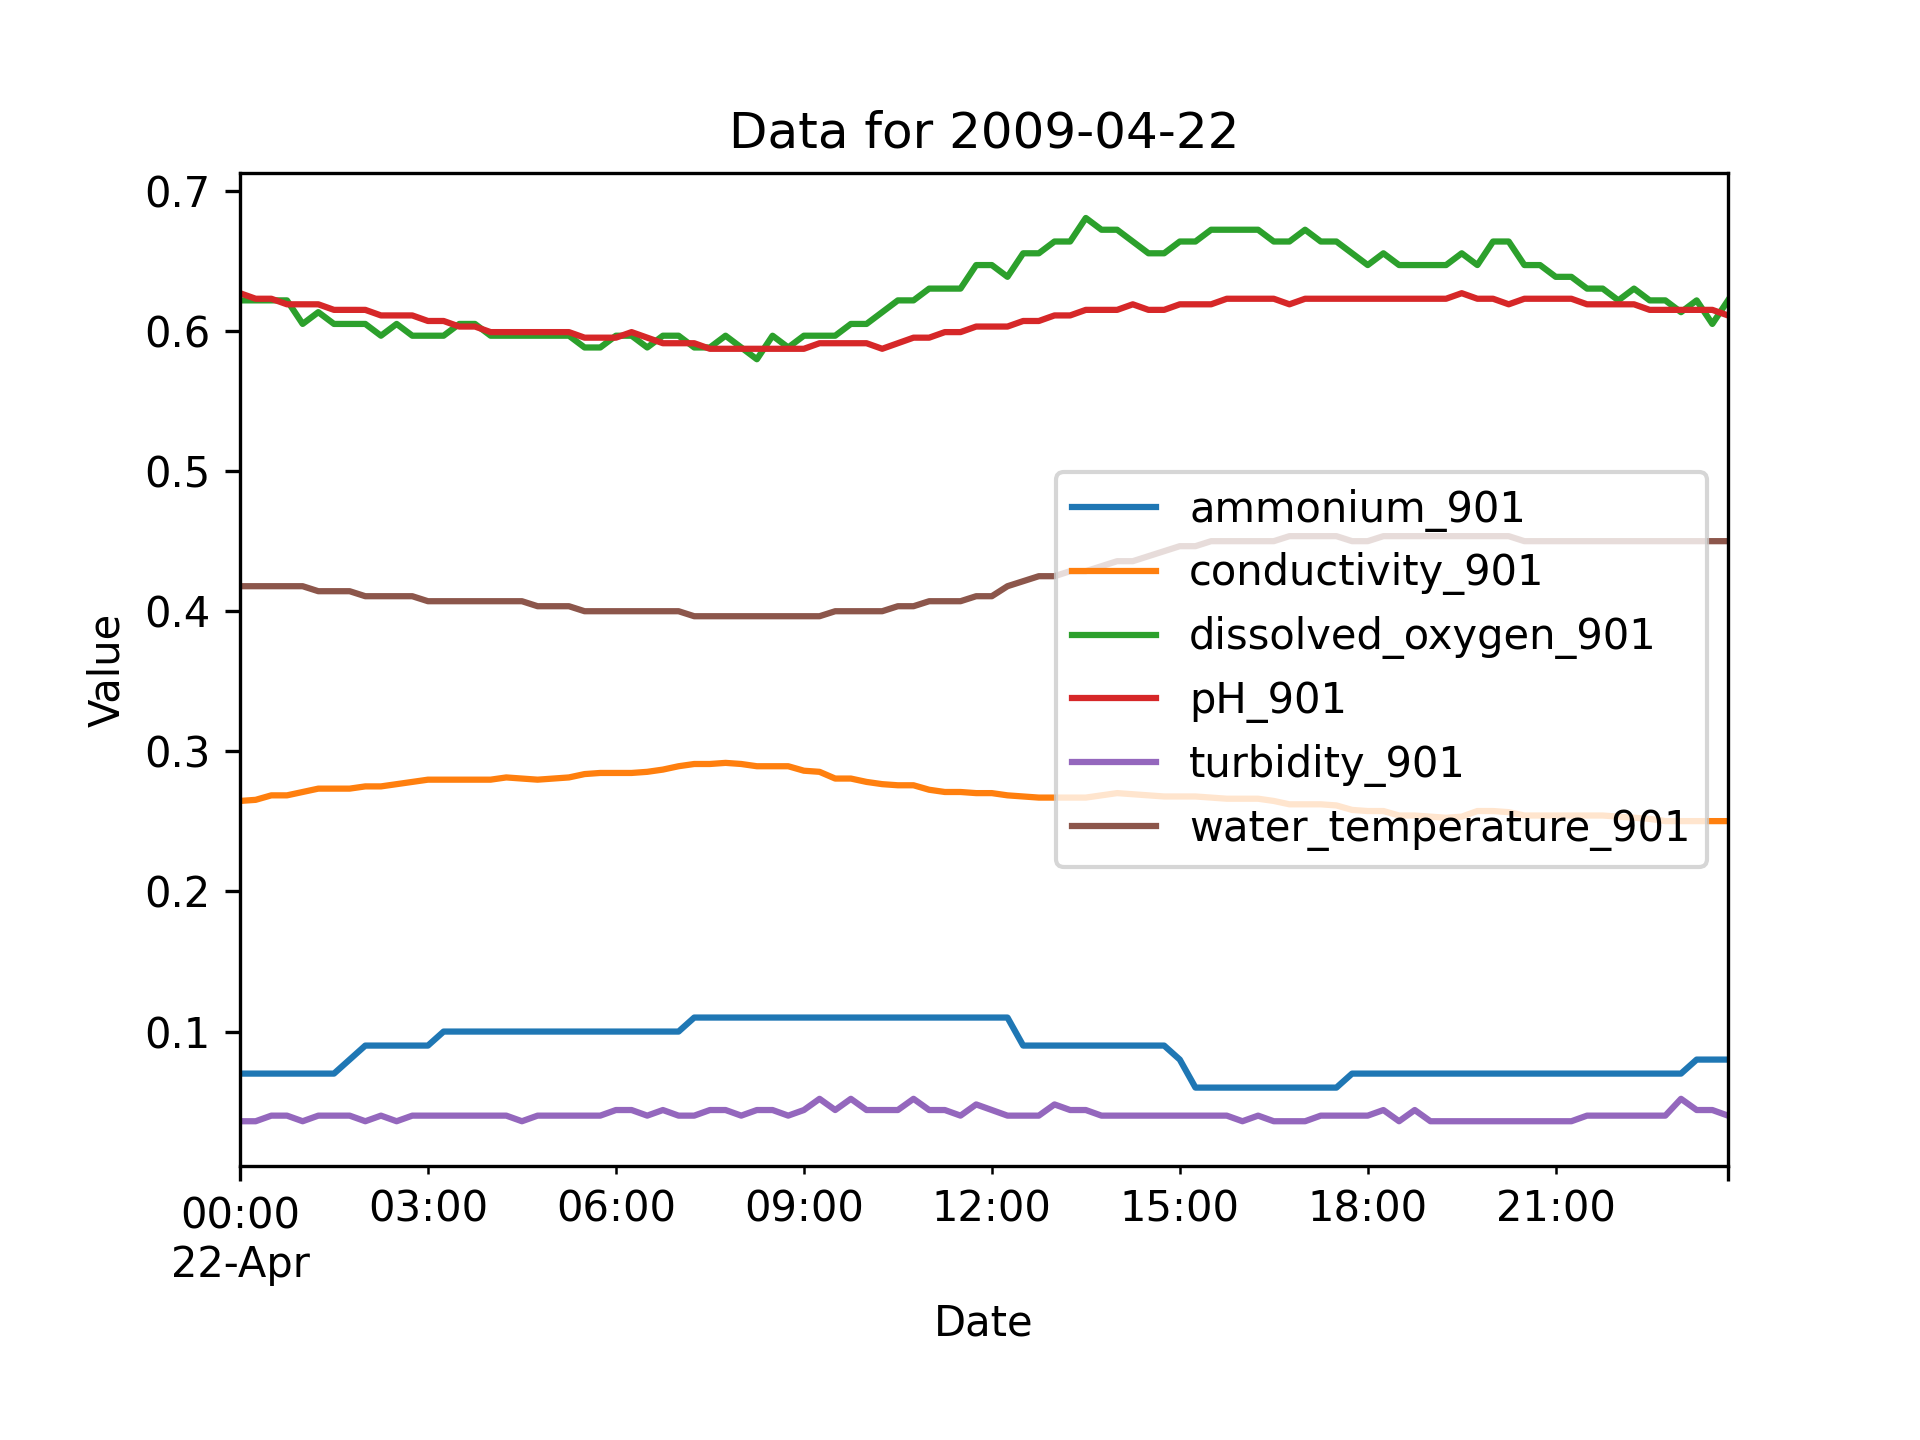 Data for 2009-04-22
0.7
0.6
0.5
0.4
0.3
0.2
0.1
Value
ammonium_901
conductivity_901
dissolved_oxygen_901
pH_901
turbidity_901
water_temperature_901
00:00 03:00 06:00 09:00 12:00 15:00 18:00 21:00
22-Apr
Date